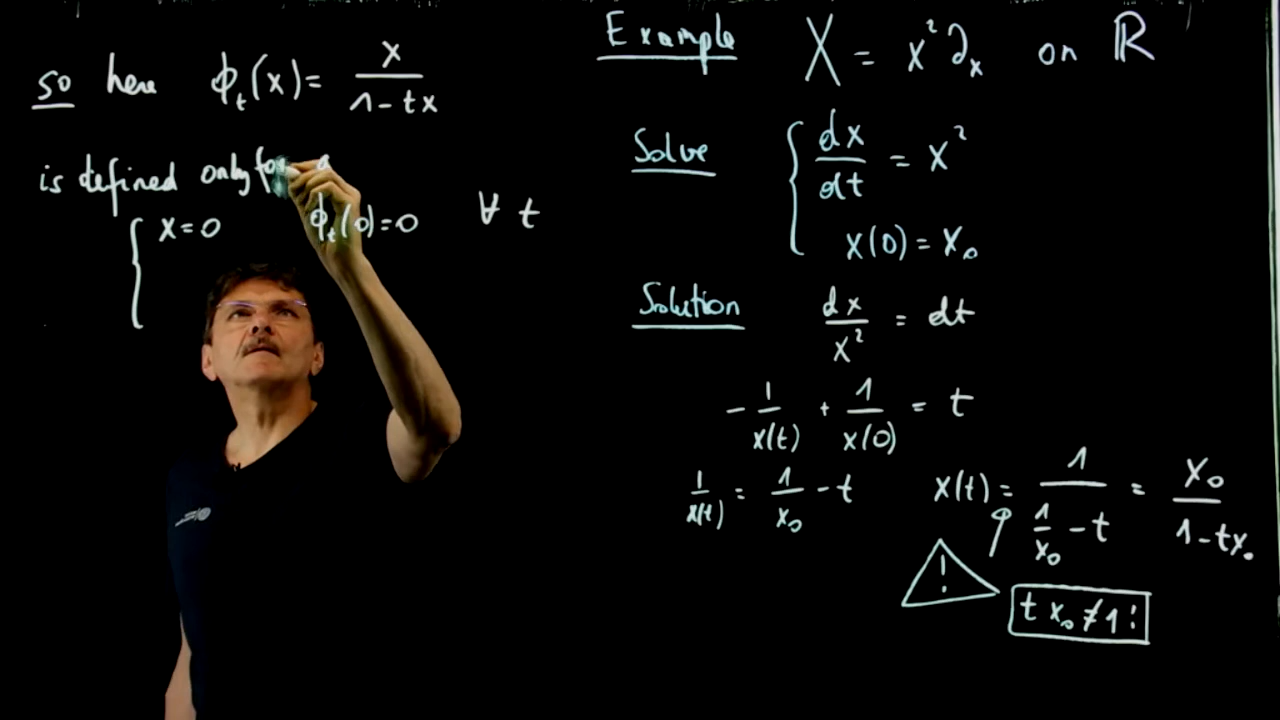 so here ϕₜ(x) = x / (1 - tx)
is defined only for
{ x = 0 ϕₜ(0) = 0 ∀ t
Example X = x² ∂ₓ on ℝ
Solve { dx/dt = x²
x(0) = x₀
Solution dx/x² = dt
- 1/x(t) + 1/x(0) = t
1/x(t) = 1/x₀ - t x(t) = 1/(1/x₀ - t) = x₀/(1 - tx₀)
! t x₀ ≠ 1 !